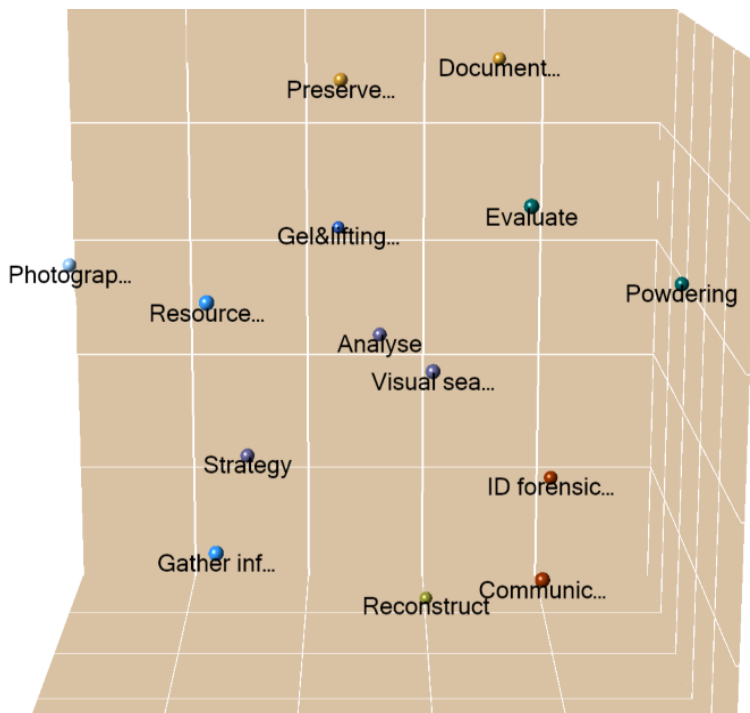 Document…
Preserve…
Evaluate
Gel&lifting…
Photograp…
Powdering
Resource…
Analyse
Visual sea…
Strategy
ID forensic…
Gather inf…
Communic…
Reconstruct